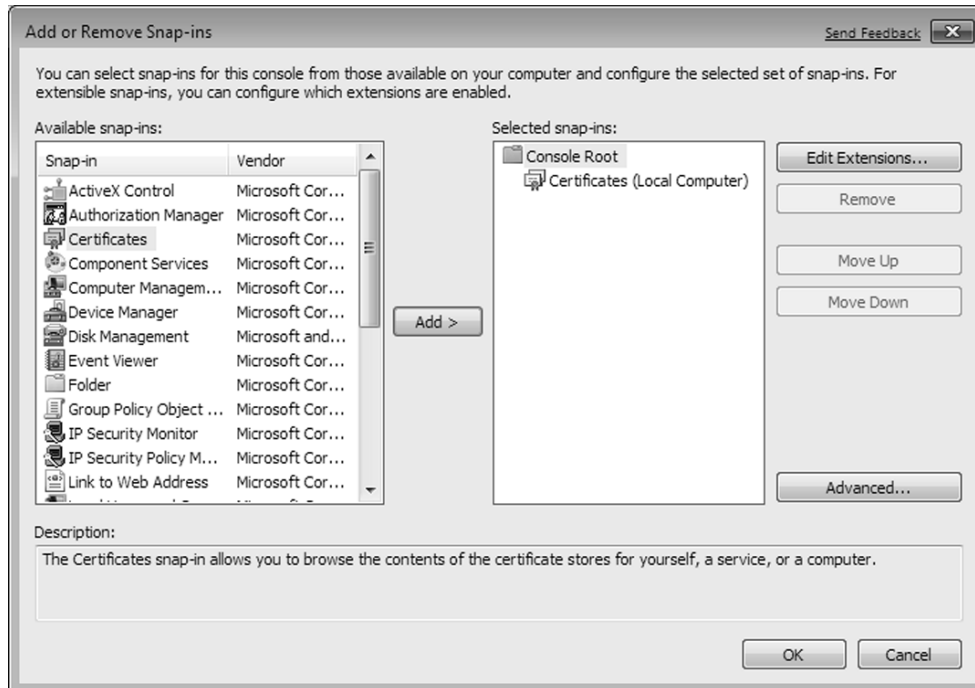 Add or Remove Snap-ins
Send Feedback
You can select snap-ins for this console from those available on your computer and configure the selected set of snap-ins. For
extensible snap-ins, you can configure which extensions are enabled.
Available snap-ins:
Snap-in Vendor
ActiveX Control Microsoft Cor...
Authorization Manager Microsoft Cor...
Certificates Microsoft Cor...
Component Services Microsoft Cor...
Computer Managem... Microsoft Cor...
Device Manager Microsoft Cor...
Disk Management Microsoft and...
Event Viewer Microsoft Cor...
Folder Microsoft Cor...
Group Policy Object ... Microsoft Cor...
IP Security Monitor Microsoft Cor...
IP Security Policy M... Microsoft Cor...
Link to Web Address Microsoft Cor...
Add >
Selected snap-ins:
Console Root
Certificates (Local Computer)
Edit Extensions...
Remove
Move Up
Move Down
Advanced...
Description:
The Certificates snap-in allows you to browse the contents of the certificate stores for yourself, a service, or a computer.
OK
Cancel